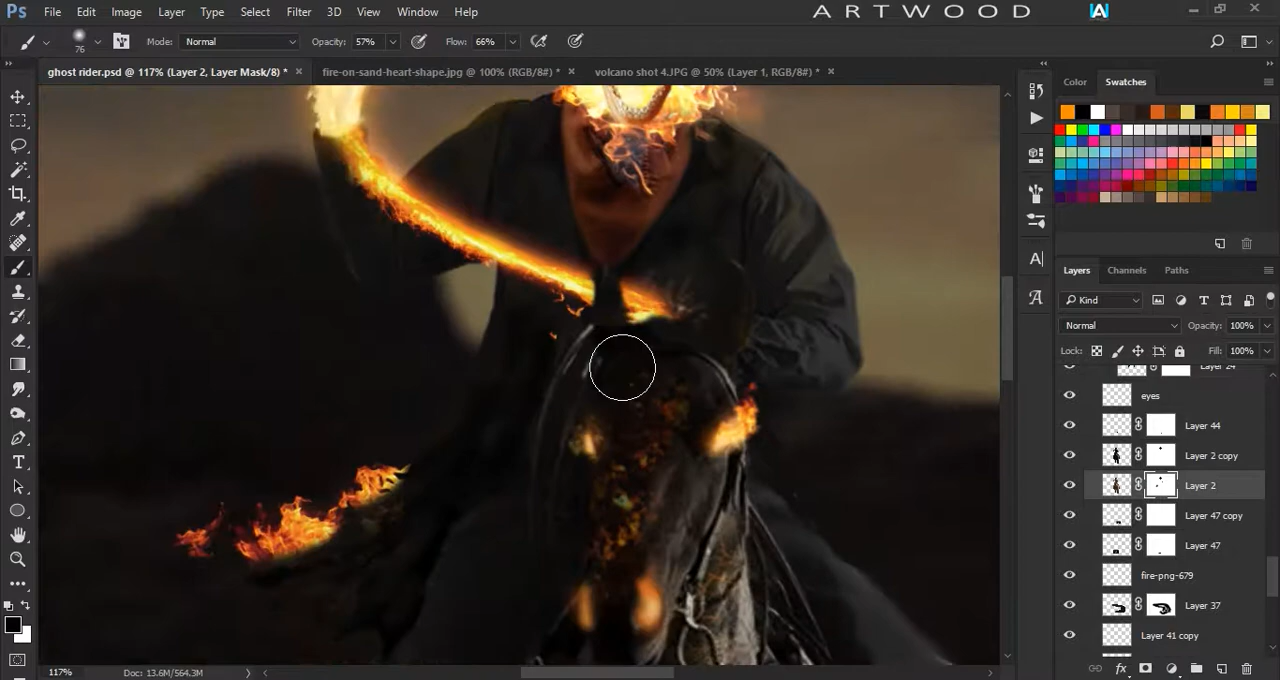 Ps File Edit Image Layer Type Select Filter 3D View Window Help ARTWOOD
76 Mode: Normal Opacity: 57% Flow: 66%
ghost rider.psd @ 117% (Layer 2, Layer Mask/8) * × fire-on-sand-heart-shape.jpg @ 100% (RGB/8#) * × volcano shot 4.JPG @ 50% (Layer 1, RGB/8#) * ×
Color Swatches
Layers Channels Paths
Kind
Normal Opacity: 100%
Lock: Fill: 100%
Layer 24
eyes
Layer 44
Layer 2 copy
Layer 2
Layer 47 copy
Layer 47
fire-png-679
Layer 37
Layer 41 copy
117% Doc: 13.6M/564.3M